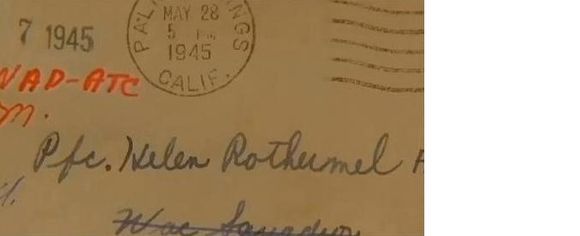 7 1945
MAY 28
5 PM
1945
CALIF.
NAD-ATC
m.
Pfc. Helen Rothermel A
Wac Squadron